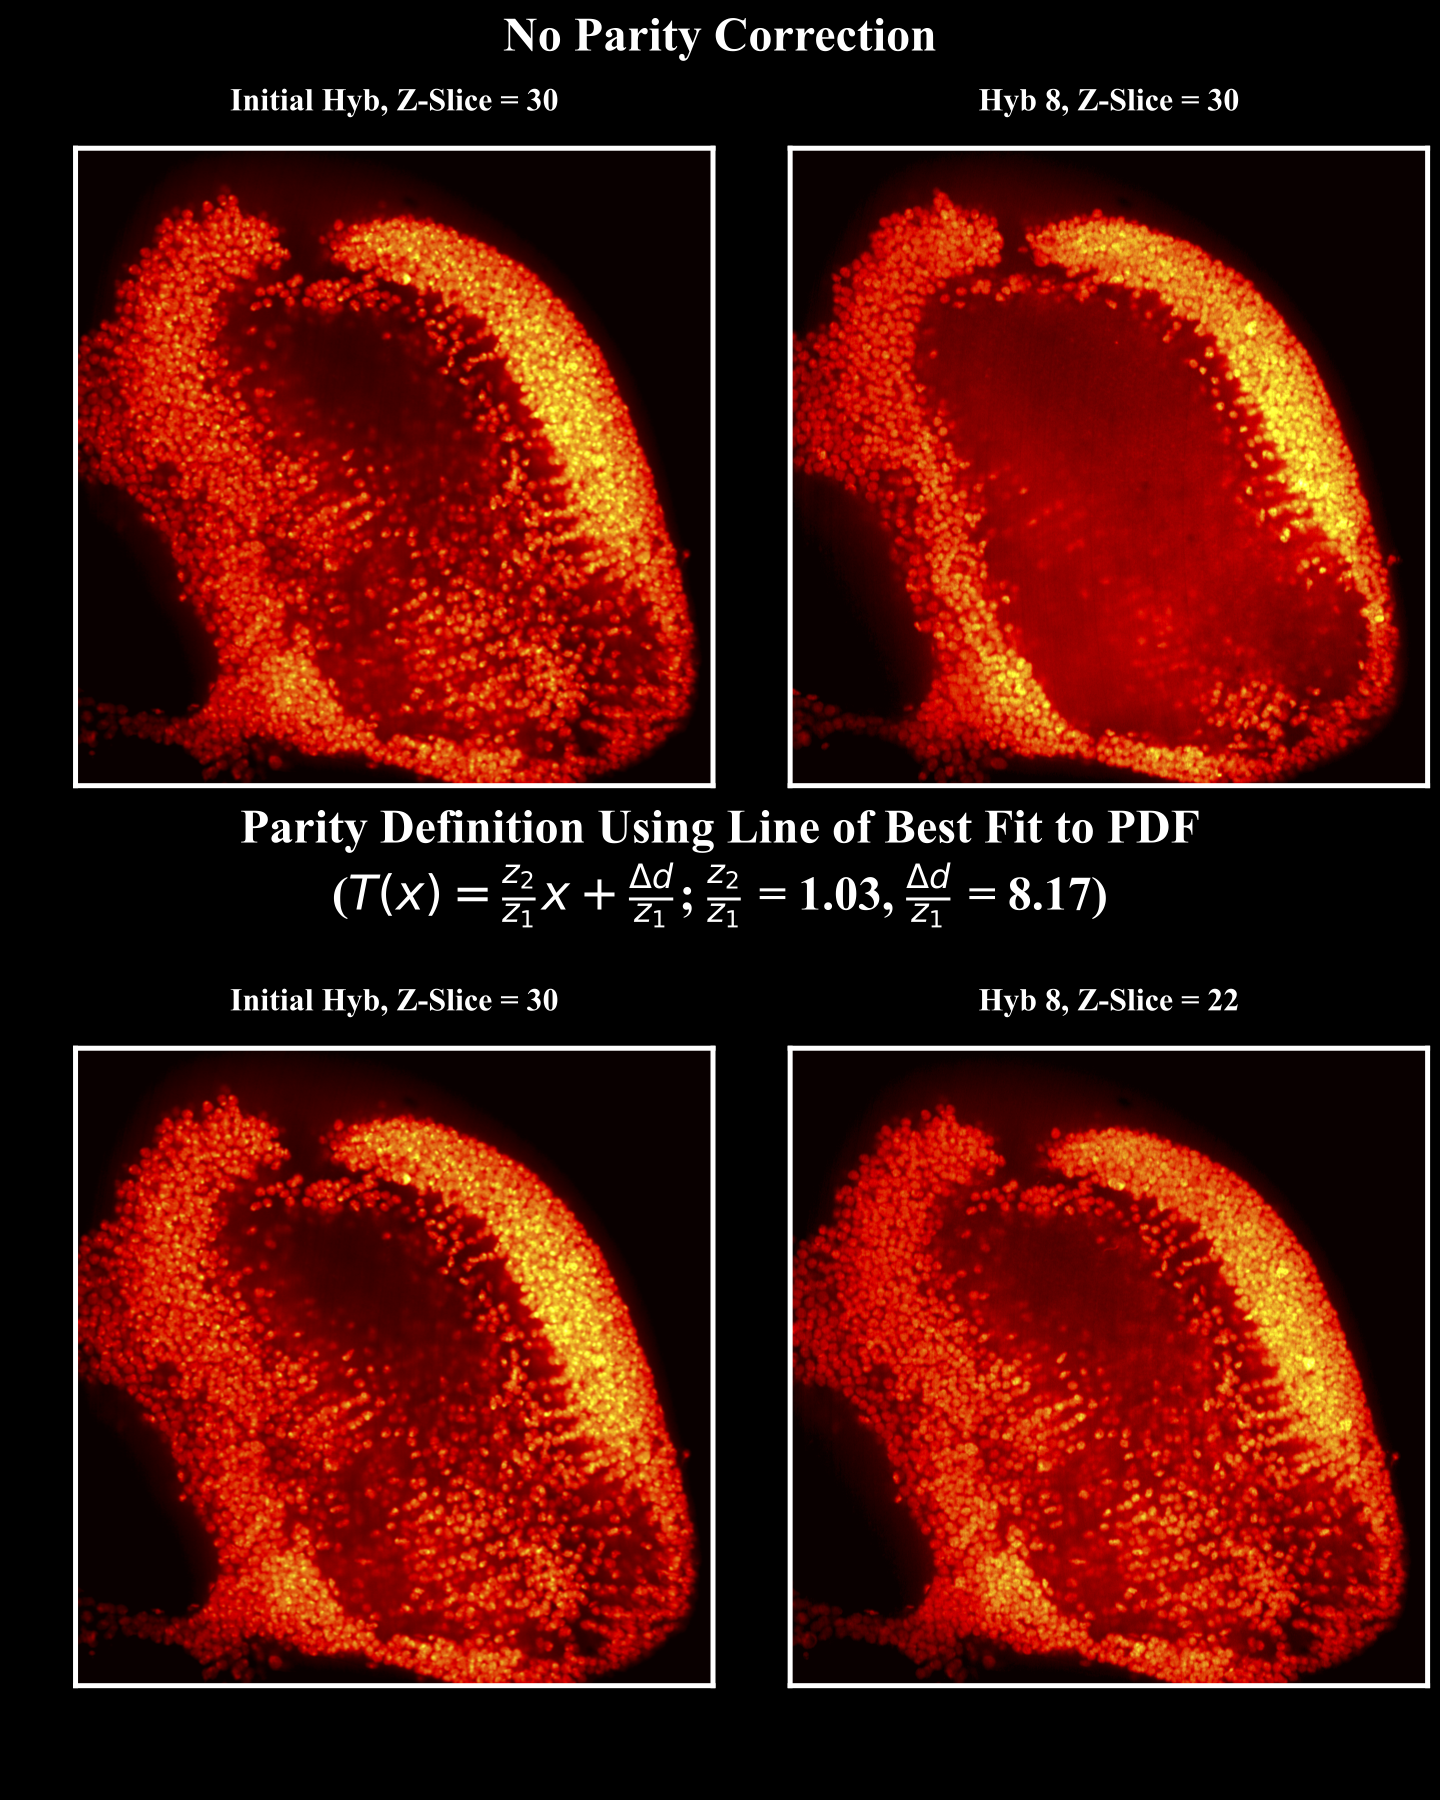 No Parity Correction
Initial Hyb, Z-Slice = 30
Hyb 8, Z-Slice = 30
Parity Definition Using Line of Best Fit to PDF
(T(x) = z₂/z₁ x + Δd/z₁; z₂/z₁ = 1.03, Δd/z₁ = 8.17)
Initial Hyb, Z-Slice = 30
Hyb 8, Z-Slice = 22